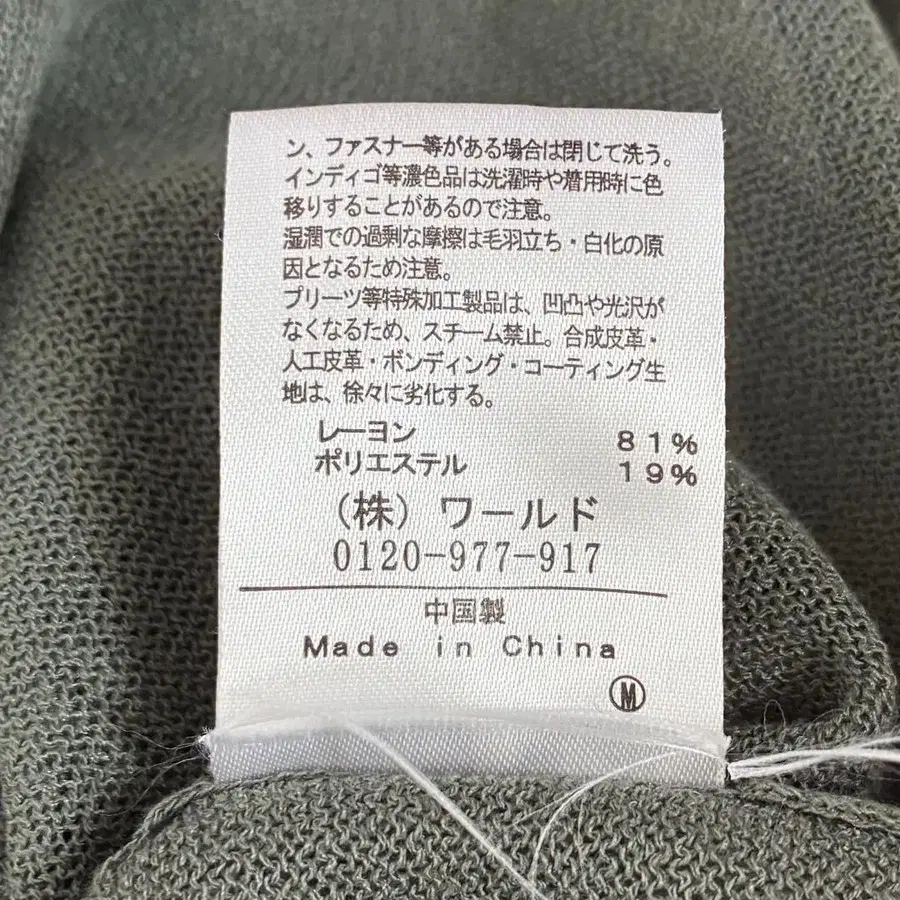 ン、ファスナー等がある場合は閉じて洗う。
インディゴ等濃色品は洗濯時や着用時に色
移りすることがあるので注意。
湿潤での過剰な摩擦は毛羽立ち・白化の原
因となるため注意。
プリーツ等特殊加工製品は、凹凸や光沢が
なくなるため、スチーム禁止。合成皮革・
人工皮革・ボンディング・コーティング生
地は、徐々に劣化する。
レーヨン 81%
ポリエステル 19%
(株) ワールド
0120-977-917
中国製
Made in China
Ⓜ